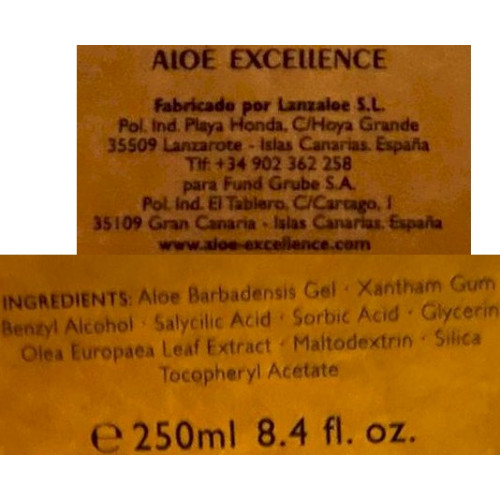 ALOE EXCELLENCE
Fabricado por Lanzaloe S.L.
Pol. Ind. Playa Honda, C/Hoya Grande
35509 Lanzarote - Islas Canarias. España
Tlf: +34 902 362 258
para Fund Grube S.A.
Pol. Ind. El Tablero, C/Cartago, 1
35109 Gran Canaria - Islas Canarias. España
www.aloe-excellence.com
INGREDIENTS: Aloe Barbadensis Gel · Xantham Gum
Benzyl Alcohol · Salycilic Acid · Sorbic Acid · Glycerin
Olea Europaea Leaf Extract · Maltodextrin · Silica
Tocopheryl Acetate
e 250ml 8.4 fl. oz.